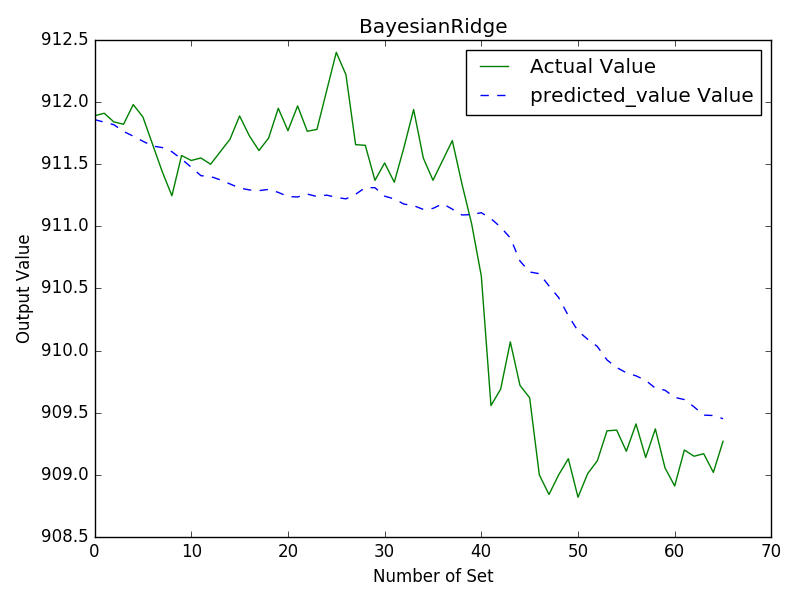 BayesianRidge
912.5
912.0
911.5
911.0
910.5
910.0
909.5
909.0
908.5
Output Value
Actual Value
predicted_value Value
0 10 20 30 40 50 60 70
Number of Set